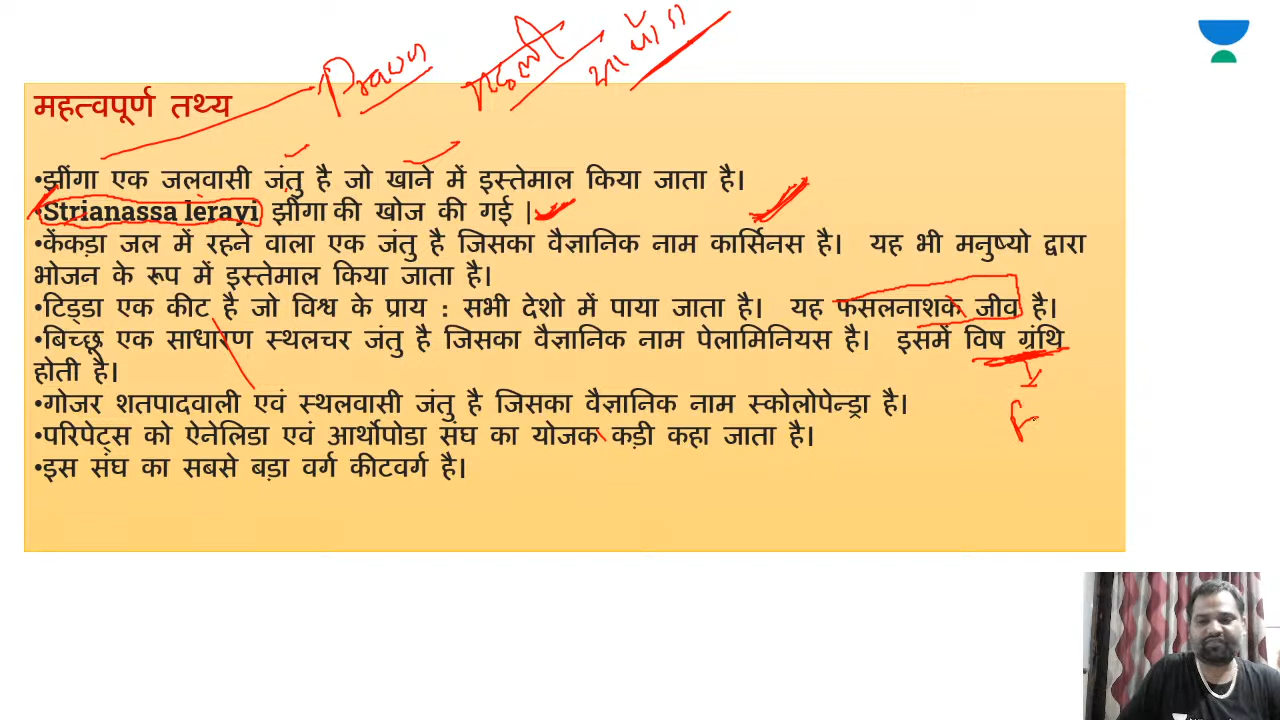 Prawn मछली
महत्वपूर्ण तथ्य
•झींगा एक जलवासी जंतु है जो खाने में इस्तेमाल किया जाता है।
•Strianassa lerayi झींगा की खोज की गई |
•केंकड़ा जल में रहने वाला एक जंतु है जिसका वैज्ञानिक नाम कार्सिनस है। यह भी मनुष्यो द्वारा
भोजन के रूप में इस्तेमाल किया जाता है।
•टिड्डा एक कीट है जो विश्व के प्राय : सभी देशो में पाया जाता है। यह फसलनाशक जीव है।
•बिच्छू एक साधारण स्थलचर जंतु है जिसका वैज्ञानिक नाम पेलामिनियस है। इसमें विष ग्रंथि
होती है।
•गोजर शतपादवाली एवं स्थलवासी जंतु है जिसका वैज्ञानिक नाम स्कोलोपेन्ड्रा है।
•परिपेट्स को ऐनेलिडा एवं आर्थोपोडा संघ का योजक कड़ी कहा जाता है।
•इस संघ का सबसे बड़ा वर्ग कीटवर्ग है।